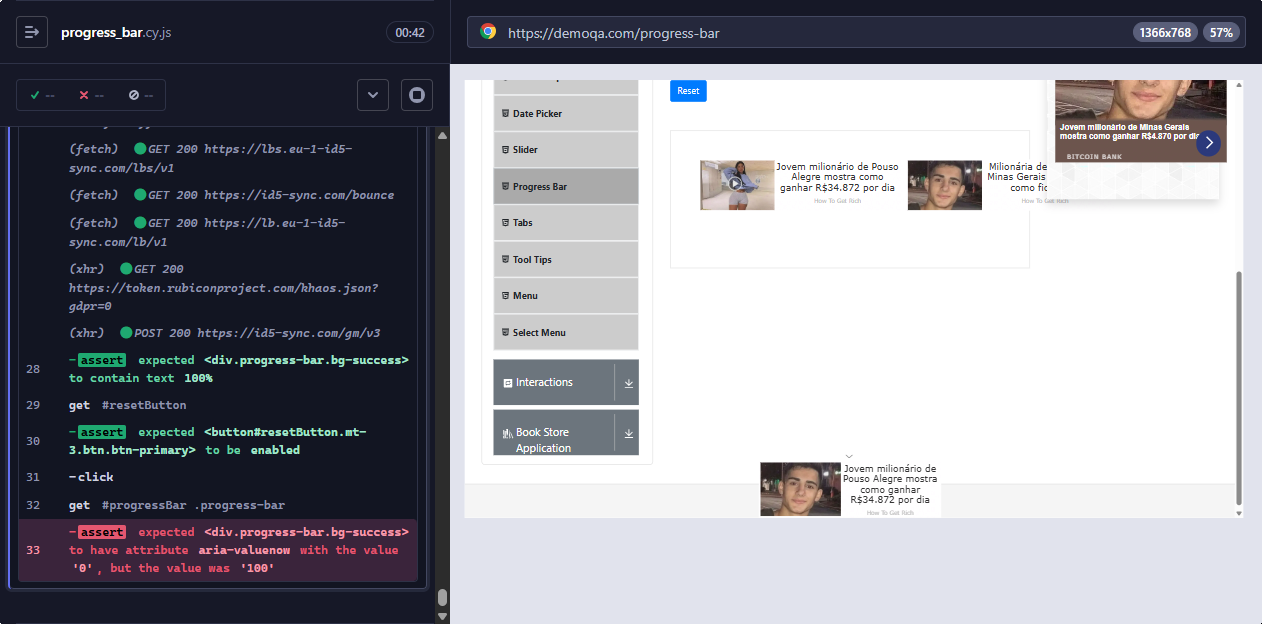 progress_bar.cy.js
00:42
--
--
--
(fetch) GET 200 https://lbs.eu-1-id5-
sync.com/lbs/v1
(fetch) GET 200 https://id5-sync.com/bounce
(fetch) GET 200 https://lb.eu-1-id5-
sync.com/lb/v1
(xhr) GET 200
https://token.rubiconproject.com/khaos.json?
gdpr=0
(xhr) POST 200 https://id5-sync.com/gm/v3
28 -assert expected <div.progress-bar.bg-success>
to contain text 100%
29 get #resetButton
30 -assert expected <button#resetButton.mt-
3.btn.btn-primary> to be enabled
31 -click
32 get #progressBar .progress-bar
33 -assert expected <div.progress-bar.bg-success>
to have attribute aria-valuenow with the value
'0', but the value was '100'
https://demoqa.com/progress-bar
1366x768
57%
Date Picker
Slider
Progress Bar
Tabs
Tool Tips
Menu
Select Menu
Interactions
Book Store
Application
Reset
Jovem milionário de Pouso
Alegre mostra como
ganhar R$34.872 por dia
How To Get Rich
Milionária de
Minas Gerais
como fic
How To Get Rich
Jovem milionário de Minas Gerais
mostra como ganhar R$4.870 por dia
BITCOIN BANK
Jovem milionário de
Pouso Alegre mostra
como ganhar
R$34.872 por dia
How To Get Rich